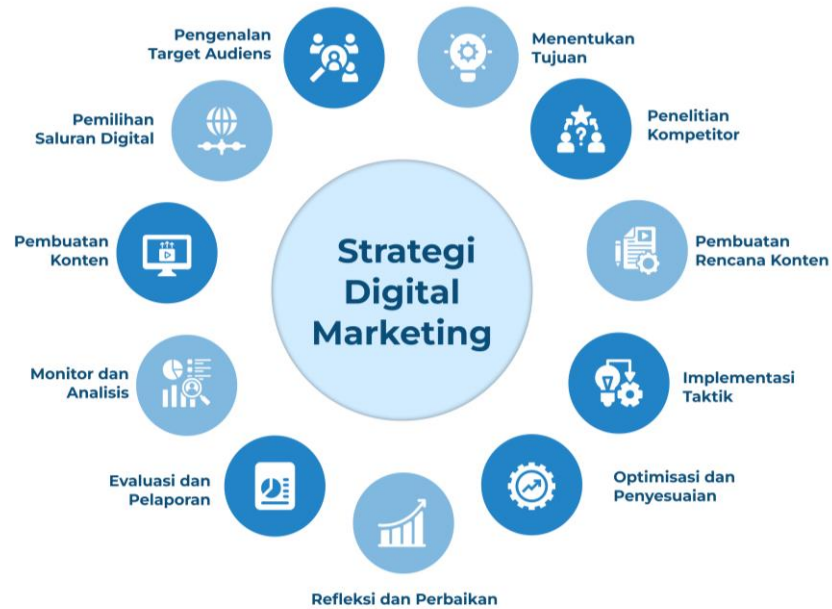 Pengenalan
Target Audiens
Menentukan
Tujuan
Pemilihan
Saluran Digital
Penelitian
Kompetitor
Pembuatan
Konten
Strategi
Digital
Marketing
Pembuatan
Rencana Konten
Monitor dan
Analisis
Implementasi
Taktik
Evaluasi dan
Pelaporan
Optimisasi dan
Penyesuaian
Refleksi dan Perbaikan